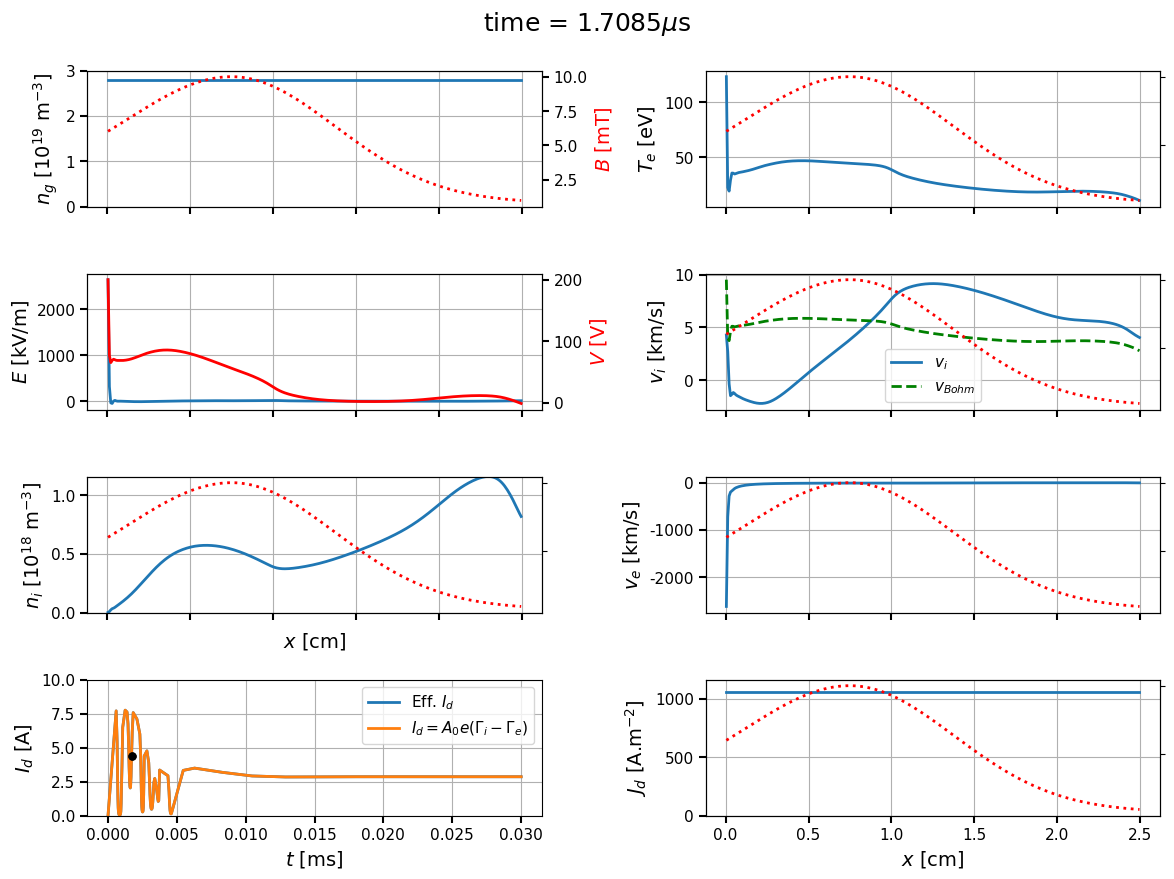 time = 1.7085μs
n_g [10^19 m^−3]
3
2
1
0
10.0
7.5
5.0
2.5
B [mT]
T_e [eV]
100
50
E [kV/m]
2000
1000
0
200
100
0
V [V]
v_i [km/s]
10
5
0
v_i
v_Bohm
n_i [10^18 m^−3]
1.0
0.5
0.0
x [cm]
v_e [km/s]
0
-1000
-2000
I_d [A]
10.0
7.5
5.0
2.5
0.0
Eff. I_d
I_d = A_0e(Γ_i − Γ_e)
0.000 0.005 0.010 0.015 0.020 0.025 0.030
t [ms]
J_d [A.m^−2]
1000
500
0
0.0 0.5 1.0 1.5 2.0 2.5
x [cm]